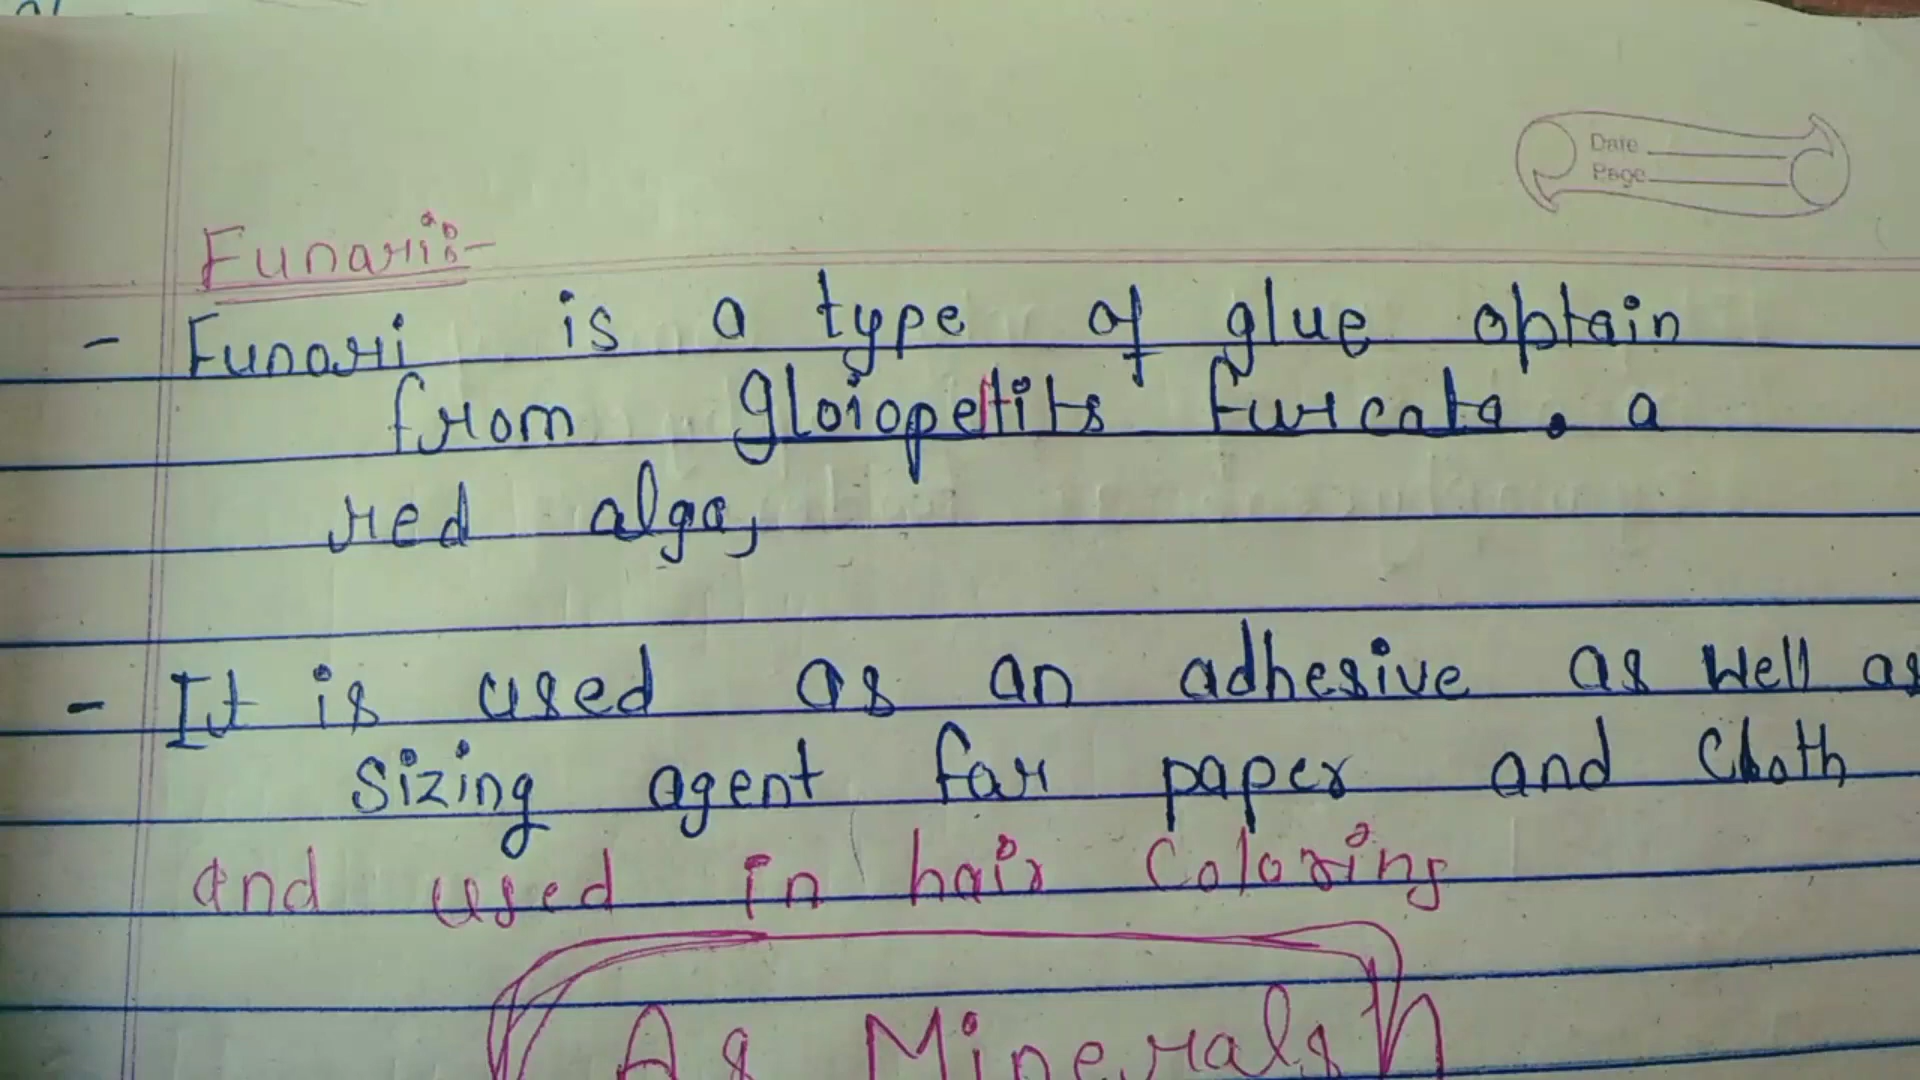 Date
Page
Funari:-
- Funari is a type of glue obtain
from Gloiopeltits furcata. a
red alga,
- It is used as an adhesive as well as
sizing agent for paper and Cloth
and used in hair Coloring
As Minerals